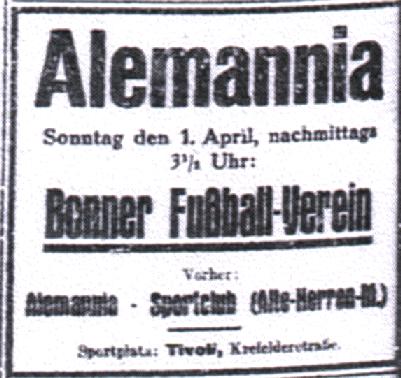 Alemannia
Sonntag den 1. April, nachmittags
3½ Uhr:
Bonner Fußball-Verein
Vorher:
Alemannia - Sportclub (Alte-Herren-M.)
Sportplatz: Tivoli, Krefelderstraße.